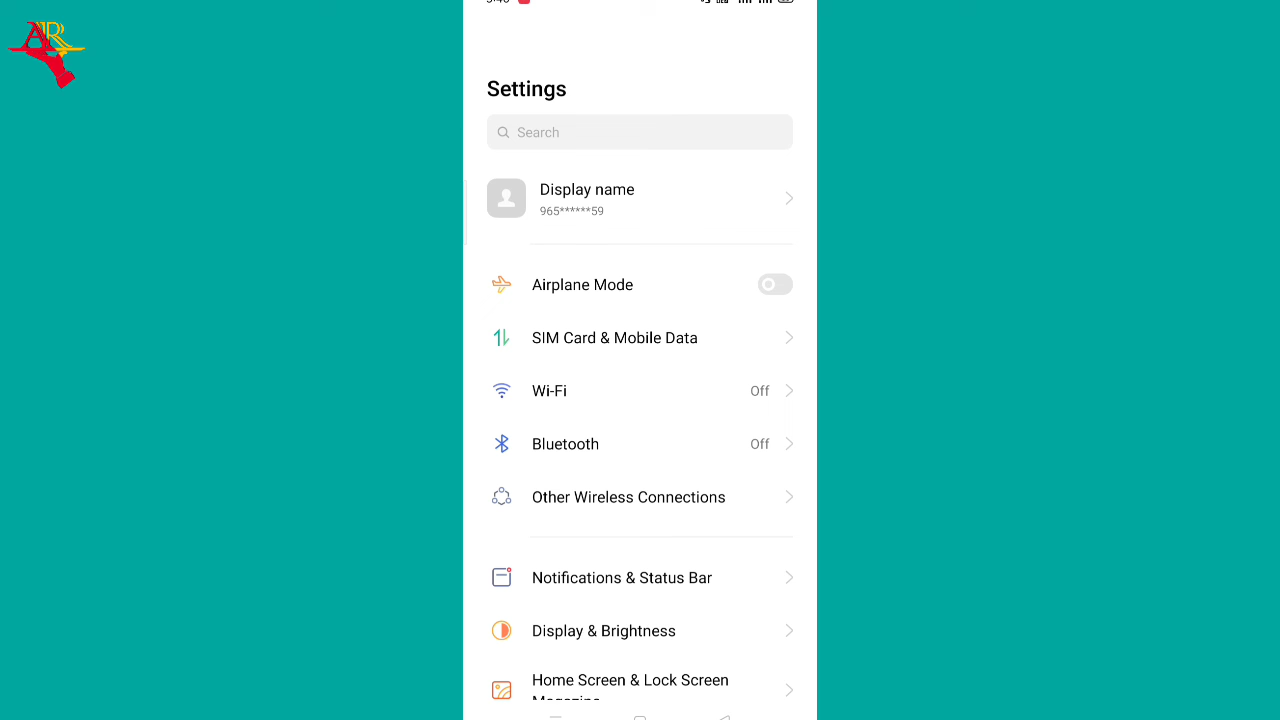 AR
Settings
Search
Display name
965******59
Airplane Mode
SIM Card & Mobile Data
Wi-Fi
Off
Bluetooth
Off
Other Wireless Connections
Notifications & Status Bar
Display & Brightness
Home Screen & Lock Screen